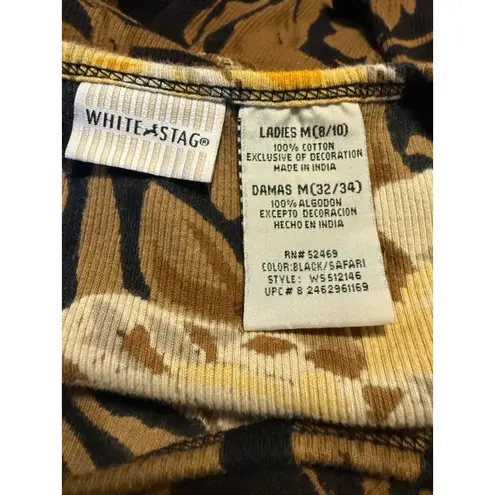 WHITE STAG®
LADIES M(8/10)
100% COTTON
EXCLUSIVE OF DECORATION
MADE IN INDIA
DAMAS M(32/34)
100% ALGODON
EXCEPTO DECORACION
HECHO EN INDIA
RN# 52469
COLOR:BLACK/SAFARI
STYLE: WS512146
UPC# 8 2462961169